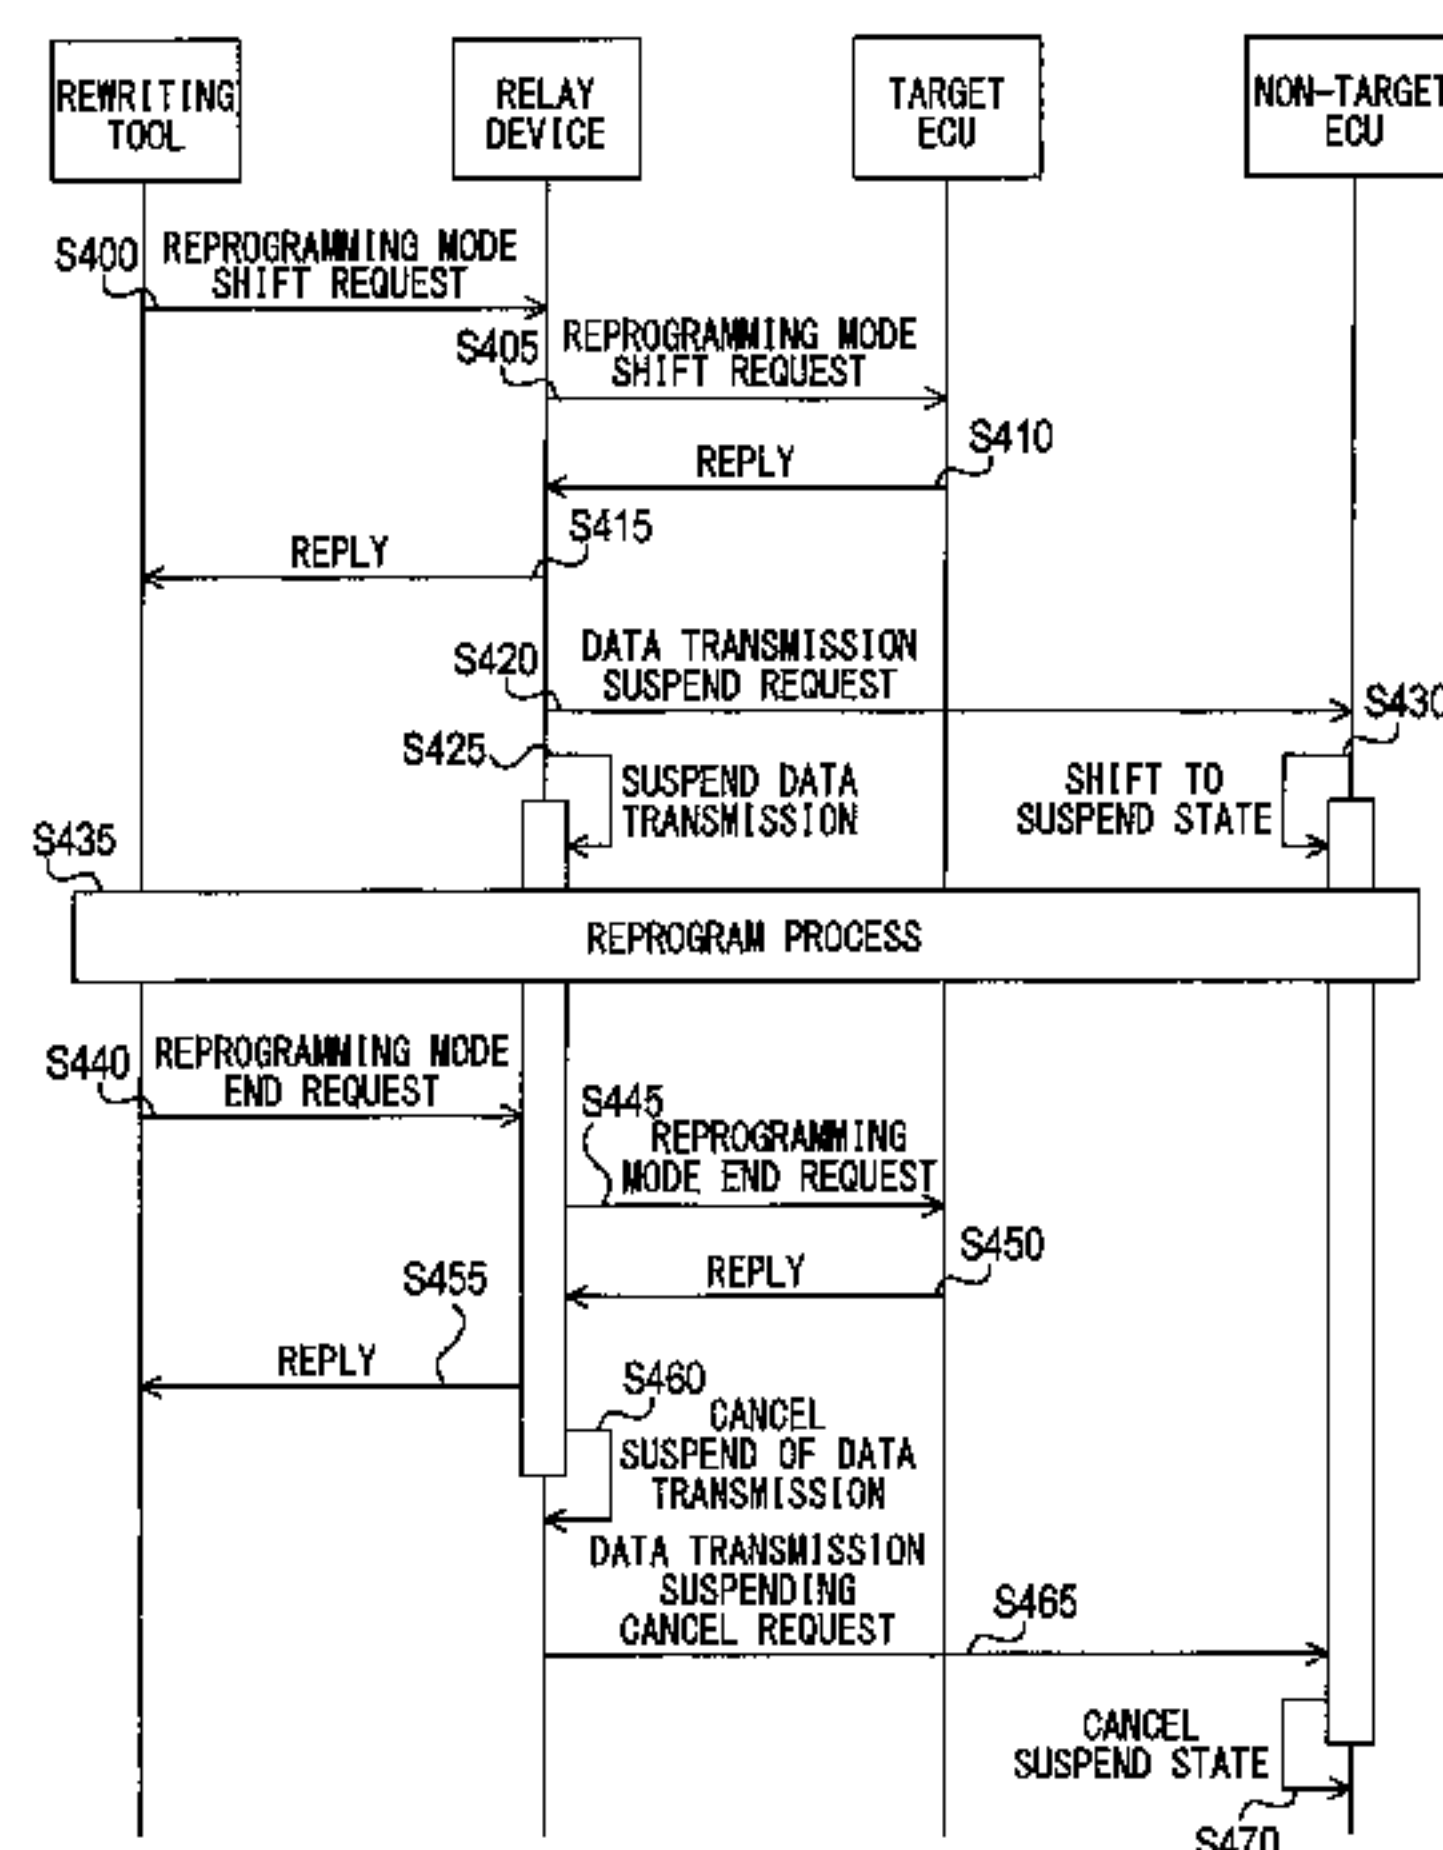 REWRITING
TOOL
RELAY
DEVICE
TARGET
ECU
NON-TARGET
ECU
S400
REPROGRAMMING MODE
SHIFT REQUEST
S405
REPROGRAMMING MODE
SHIFT REQUEST
S410
REPLY
S415
REPLY
S420
DATA TRANSMISSION
SUSPEND REQUEST
S425
SUSPEND DATA
TRANSMISSION
S430
SHIFT TO
SUSPEND STATE
S435
REPROGRAM PROCESS
S440
REPROGRAMMING MODE
END REQUEST
S445
REPROGRAMMING
MODE END REQUEST
S450
REPLY
S455
REPLY
S460
CANCEL
SUSPEND OF DATA
TRANSMISSION
DATA TRANSMISSION
SUSPENDING
CANCEL REQUEST
S465
CANCEL
SUSPEND STATE
S470